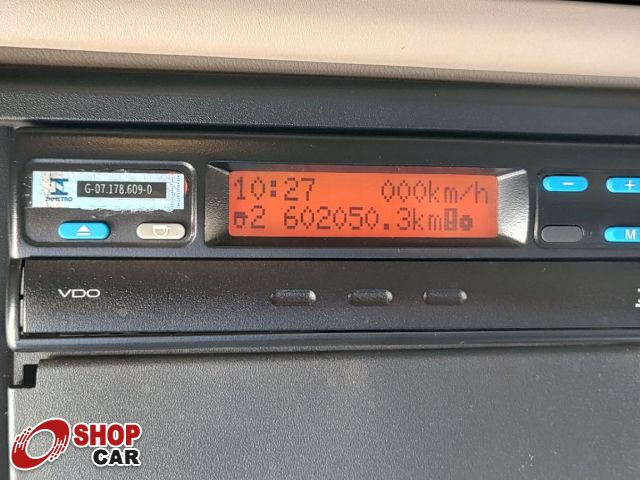 INMETRO
G-07.178.609-0
10:27 000km/h
2 602050.3km
- +
M
VDO
SHOP
CAR